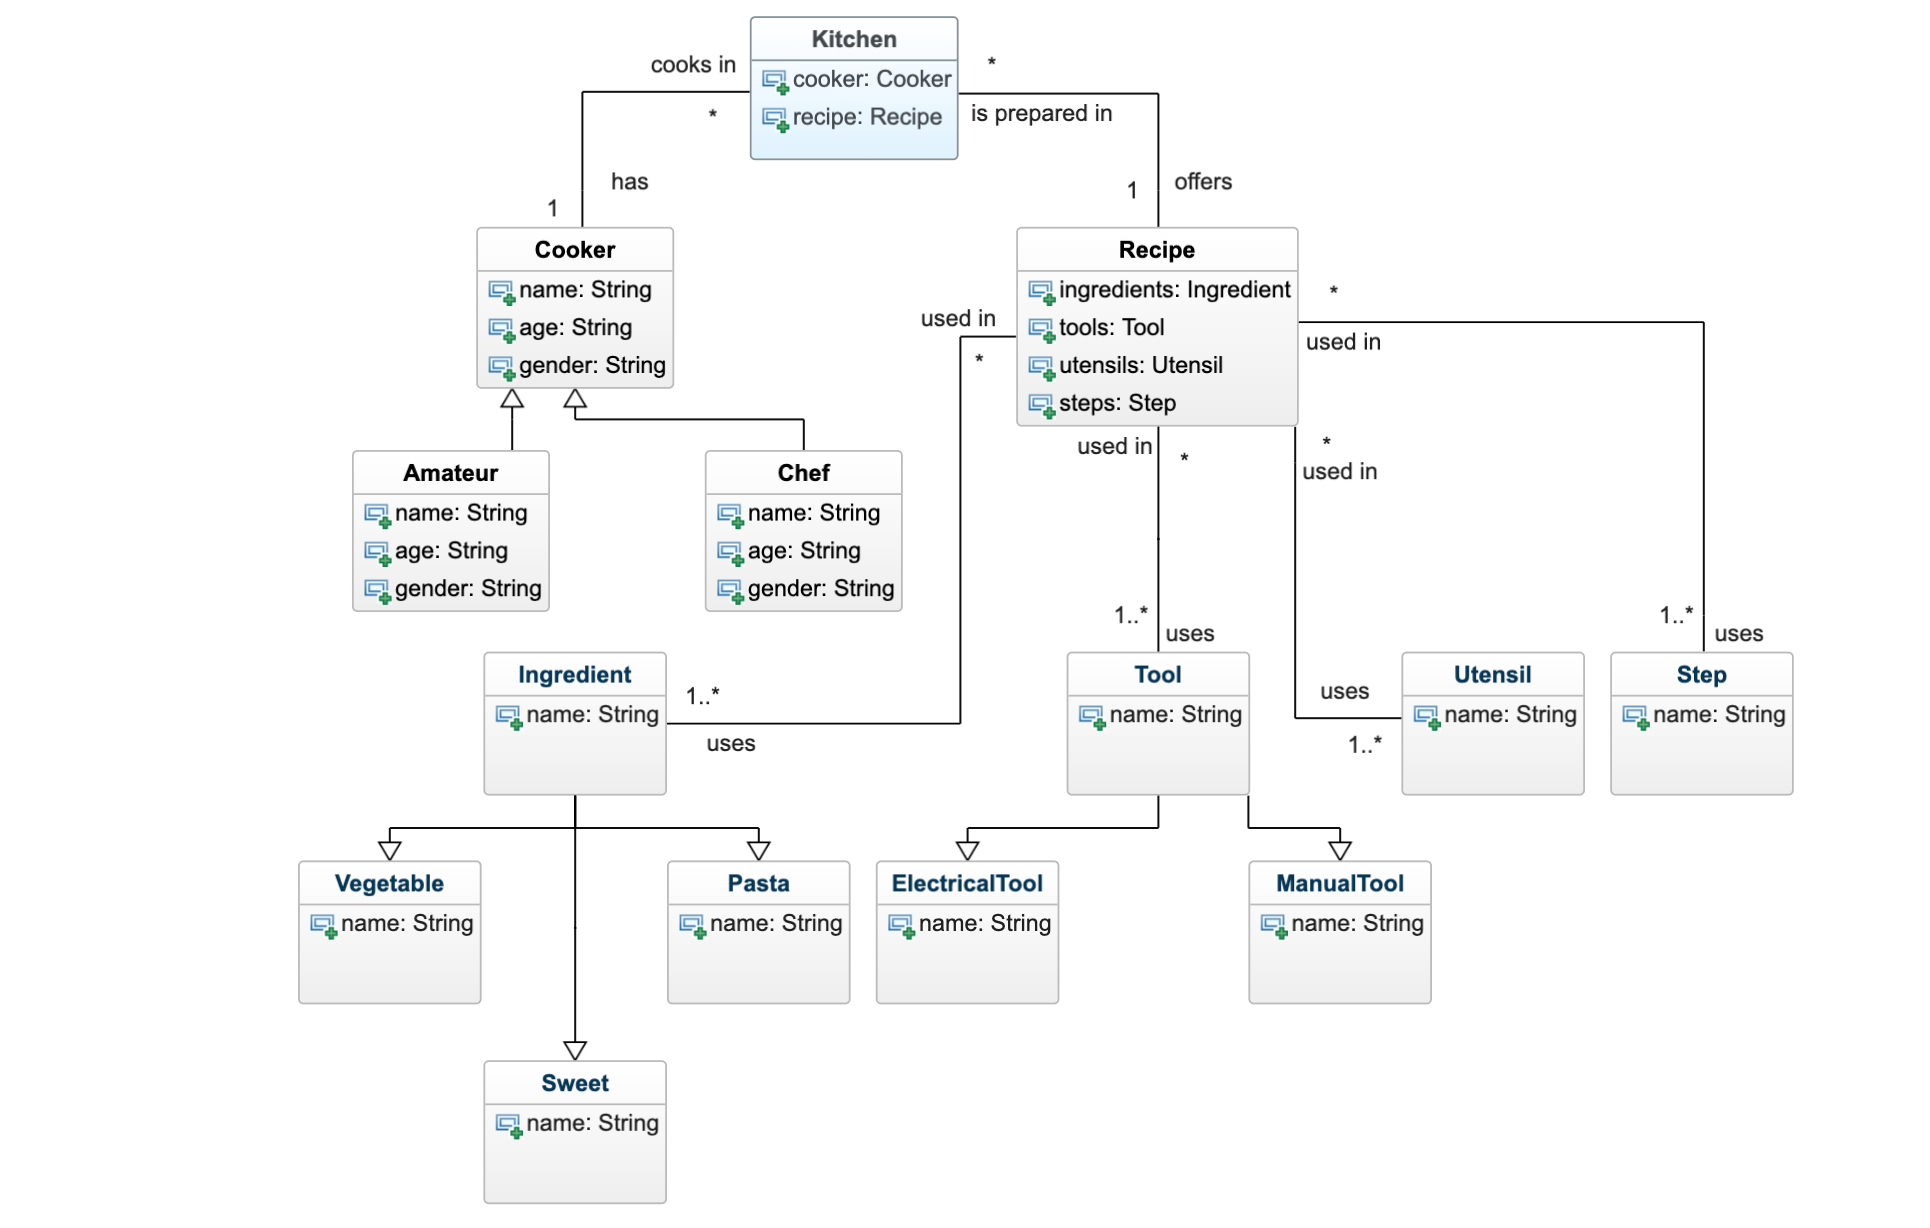 Kitchen
cooker: Cooker
recipe: Recipe
cooks in
*
*
is prepared in
has
1
1
offers
Cooker
name: String
age: String
gender: String
Recipe
ingredients: Ingredient
tools: Tool
utensils: Utensil
steps: Step
used in
*
*
used in
used in
*
*
used in
Amateur
name: String
age: String
gender: String
Chef
name: String
age: String
gender: String
1..*
uses
1..*
uses
Ingredient
name: String
1..*
uses
Tool
name: String
uses
1..*
Utensil
name: String
Step
name: String
Vegetable
name: String
Pasta
name: String
ElectricalTool
name: String
ManualTool
name: String
Sweet
name: String